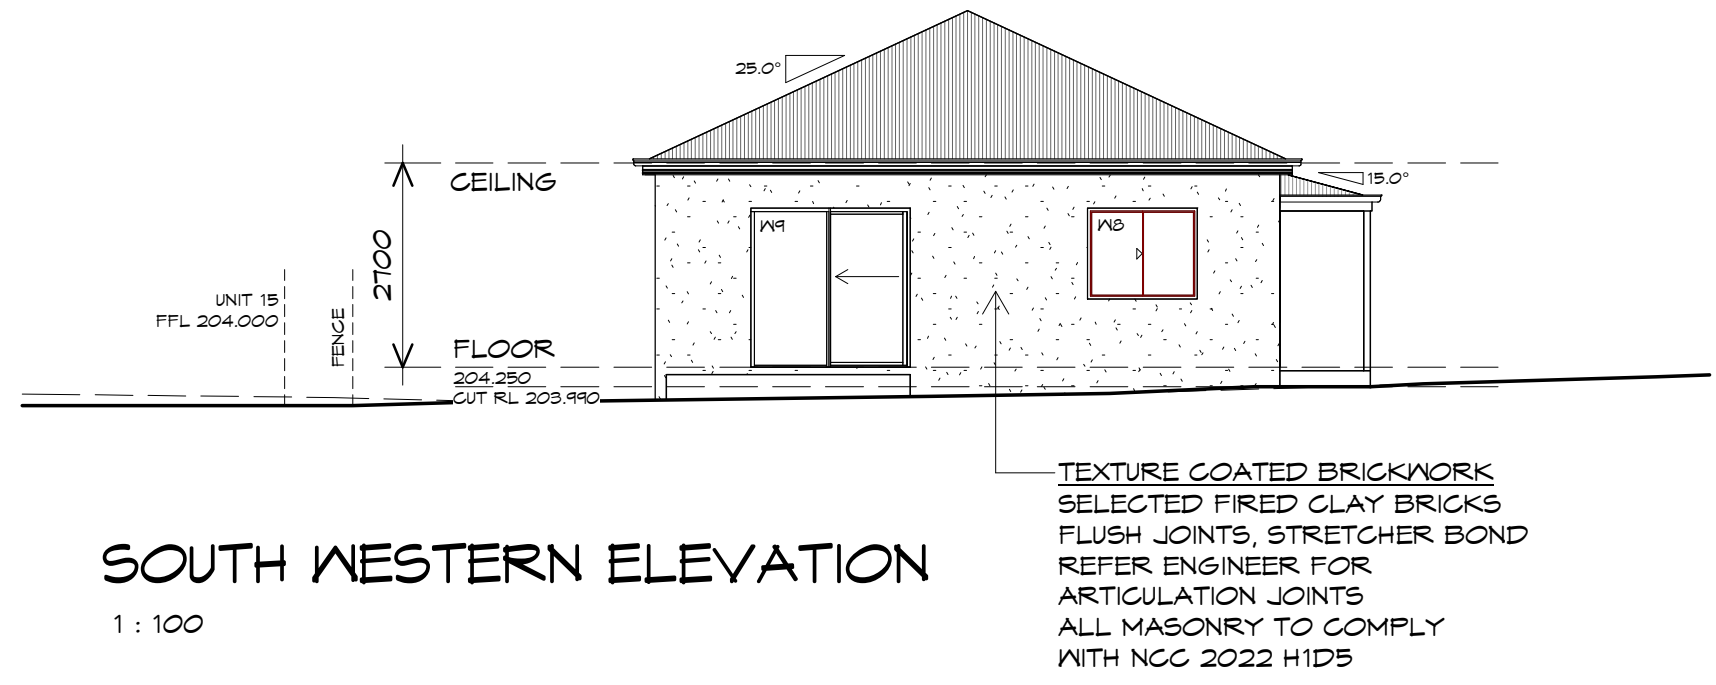 25.0°
CEILING
15.0°
W9
W8
2700
UNIT 15
FFL 204.000
FENCE
FLOOR
204.250
CUT RL 203.990
TEXTURE COATED BRICKWORK
SELECTED FIRED CLAY BRICKS
FLUSH JOINTS, STRETCHER BOND
REFER ENGINEER FOR
ARTICULATION JOINTS
ALL MASONRY TO COMPLY
WITH NCC 2022 H1D5
SOUTH WESTERN ELEVATION
1 : 100